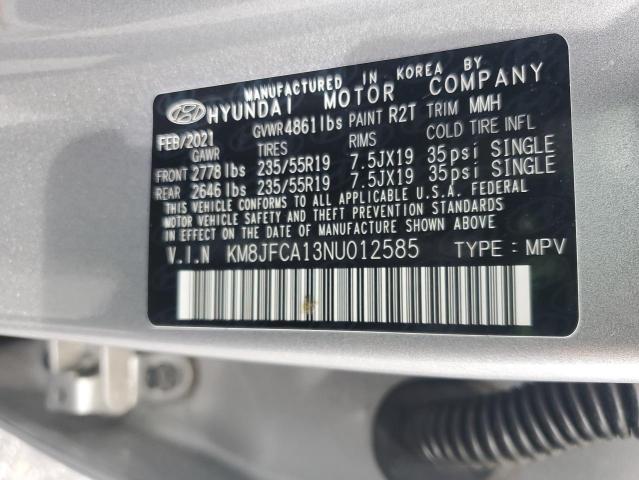 MANUFACTURED IN KOREA BY
HYUNDAI MOTOR COMPANY
FEB/2021 GVWR 4861lbs PAINT R2T TRIM MMH
GAWR TIRES RIMS COLD TIRE INFL
FRONT 2778 lbs 235/55R19 7.5JX19 35psi SINGLE
REAR 2646 lbs 235/55R19 7.5JX19 35psi SINGLE
THIS VEHICLE CONFORMS TO ALL APPLICABLE U.S.A. FEDERAL
MOTOR VEHICLE SAFETY, BUMPER, AND THEFT PREVENTION STANDARDS
IN EFFECT ON THE DATE OF MANUFACTURE SHOWN ABOVE.
V.I.N KM8JFCA13NU012585 TYPE : MPV